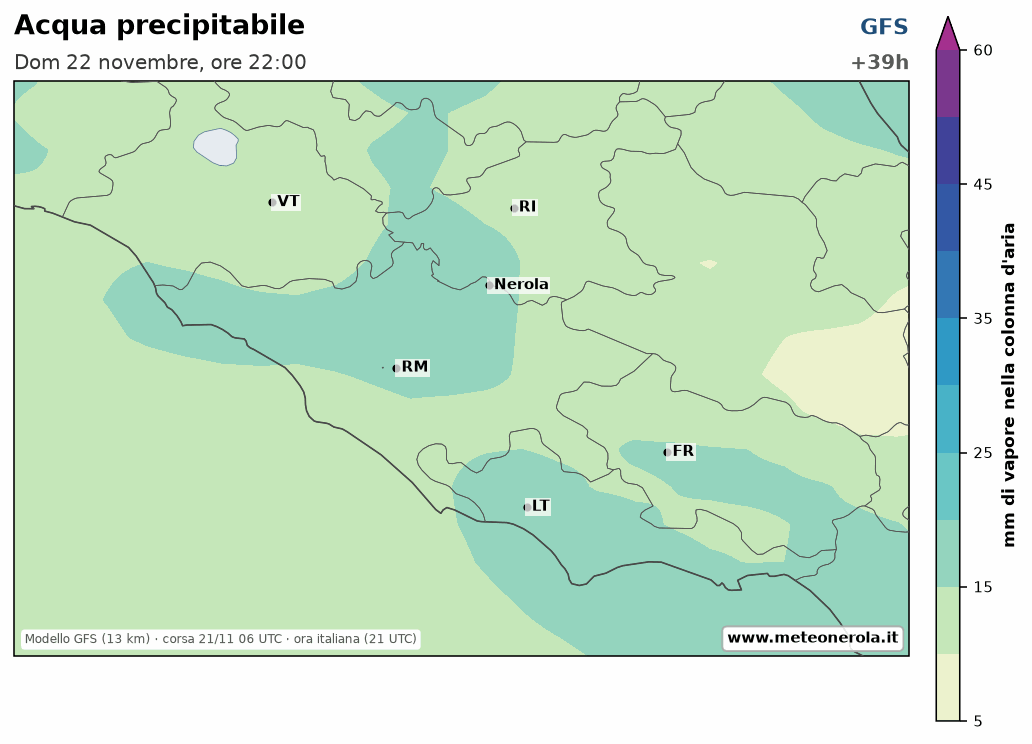 Acqua precipitabile
GFS
Dom 22 novembre, ore 22:00
+39h
60
45
35
25
15
5
mm di vapore nella colonna d'aria
VT
RI
Nerola
RM
FR
LT
Modello GFS (13 km) · corsa 21/11 06 UTC · ora italiana (21 UTC)
www.meteonerola.it